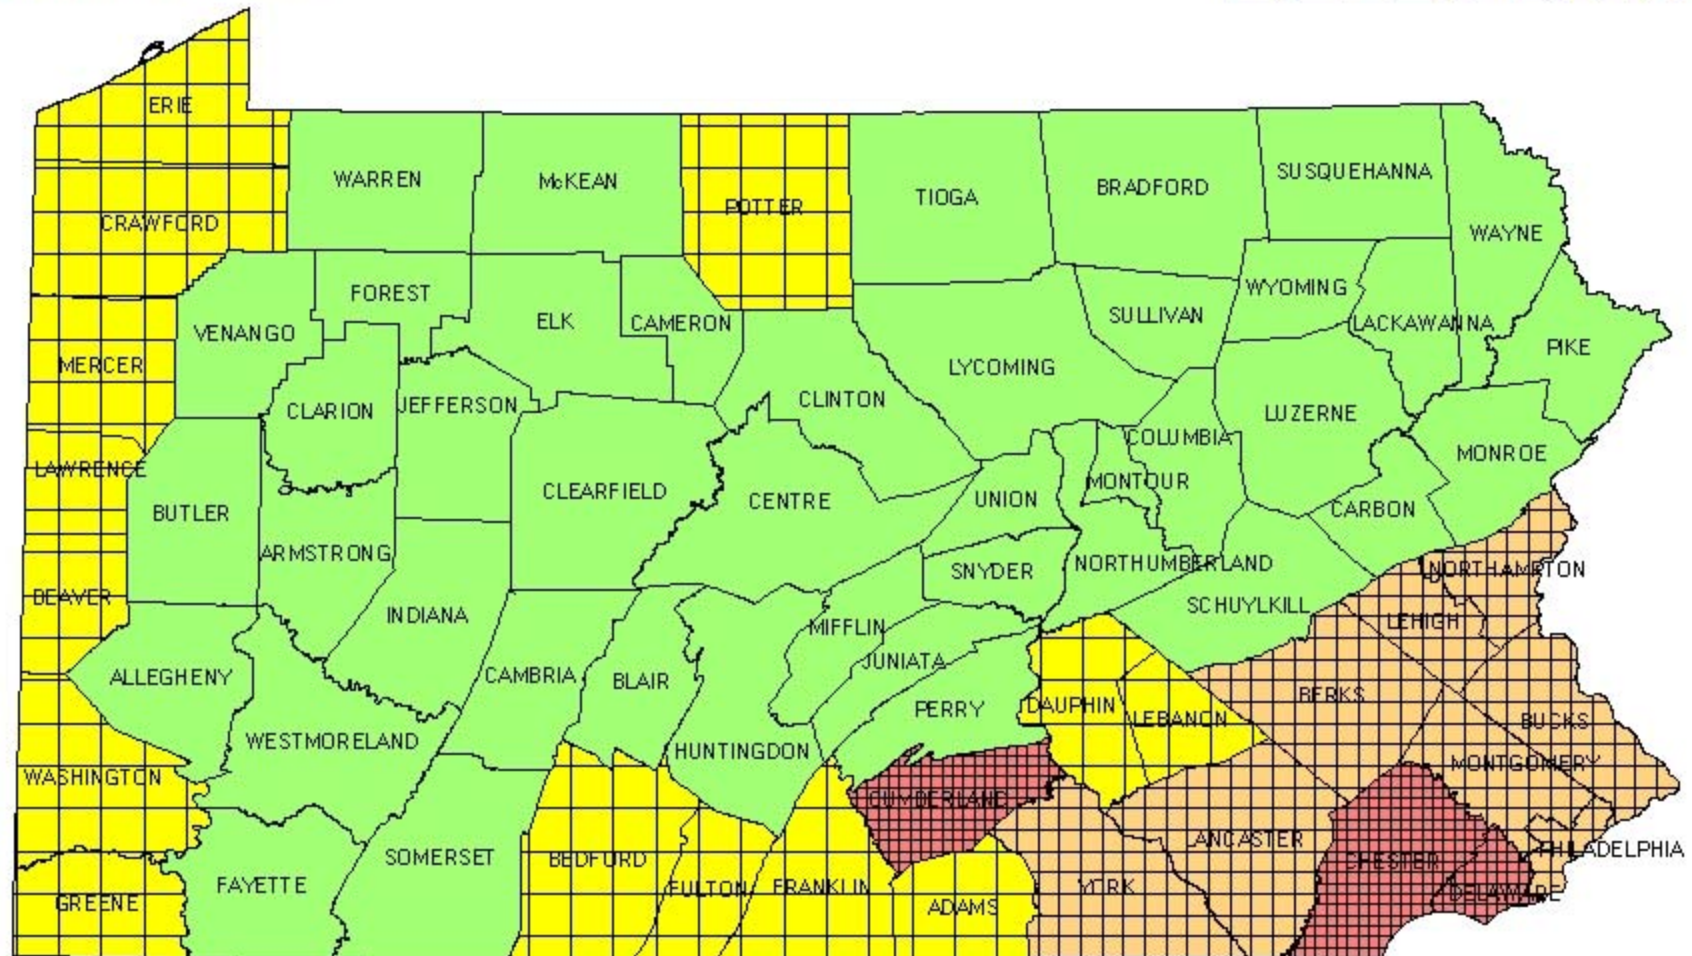 ERIE
WARREN
McKEAN
POTTER
TIOGA
BRADFORD
SUSQUEHANNA
WAYNE
CRAWFORD
FOREST
VENANGO
ELK
CAMERON
SULLIVAN
WYOMING
LACKAWANNA
PIKE
MERCER
CLARION
JEFFERSON
CLINTON
LYCOMING
LUZERNE
COLUMBIA
MONROE
LAWRENCE
BUTLER
CLEARFIELD
CENTRE
UNION
MONTOUR
CARBON
ARMSTRONG
SNYDER
NORTHUMBERLAND
NORTHAMPTON
BEAVER
INDIANA
MIFFLIN
SCHUYLKILL
LEHIGH
ALLEGHENY
CAMBRIA
BLAIR
JUNIATA
PERRY
DAUPHIN
LEBANON
BERKS
BUCKS
WESTMORELAND
HUNTINGDON
MONTGOMERY
WASHINGTON
CUMBERLAND
SOMERSET
BEDFORD
LANCASTER
CHESTER
PHILADELPHIA
GREENE
FAYETTE
FULTON
FRANKLIN
ADAMS
YORK
DELAWARE